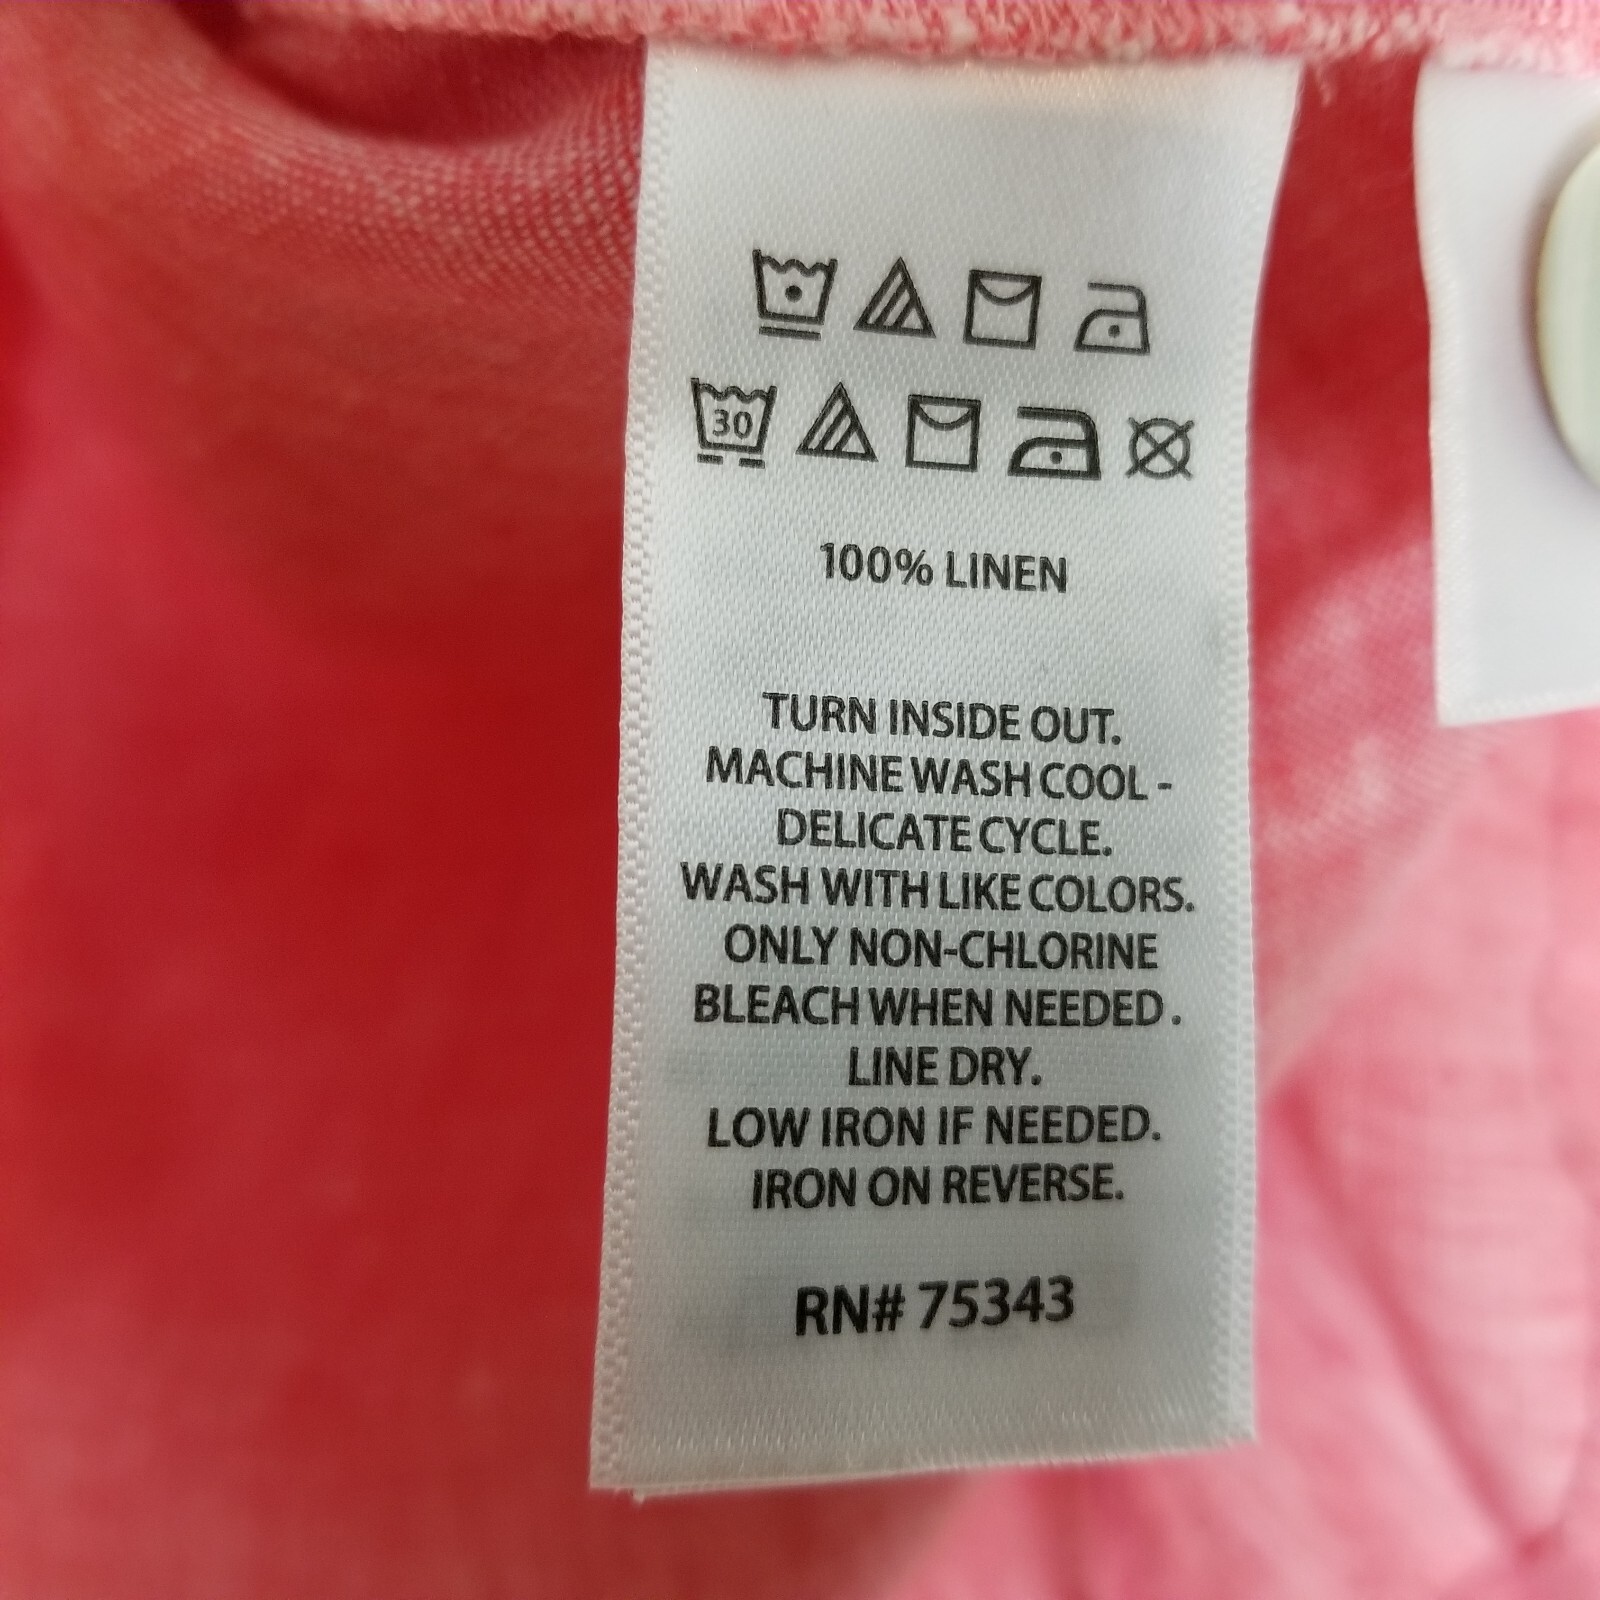 30
100% LINEN
TURN INSIDE OUT.
MACHINE WASH COOL -
DELICATE CYCLE.
WASH WITH LIKE COLORS.
ONLY NON-CHLORINE
BLEACH WHEN NEEDED.
LINE DRY.
LOW IRON IF NEEDED.
IRON ON REVERSE.
RN# 75343